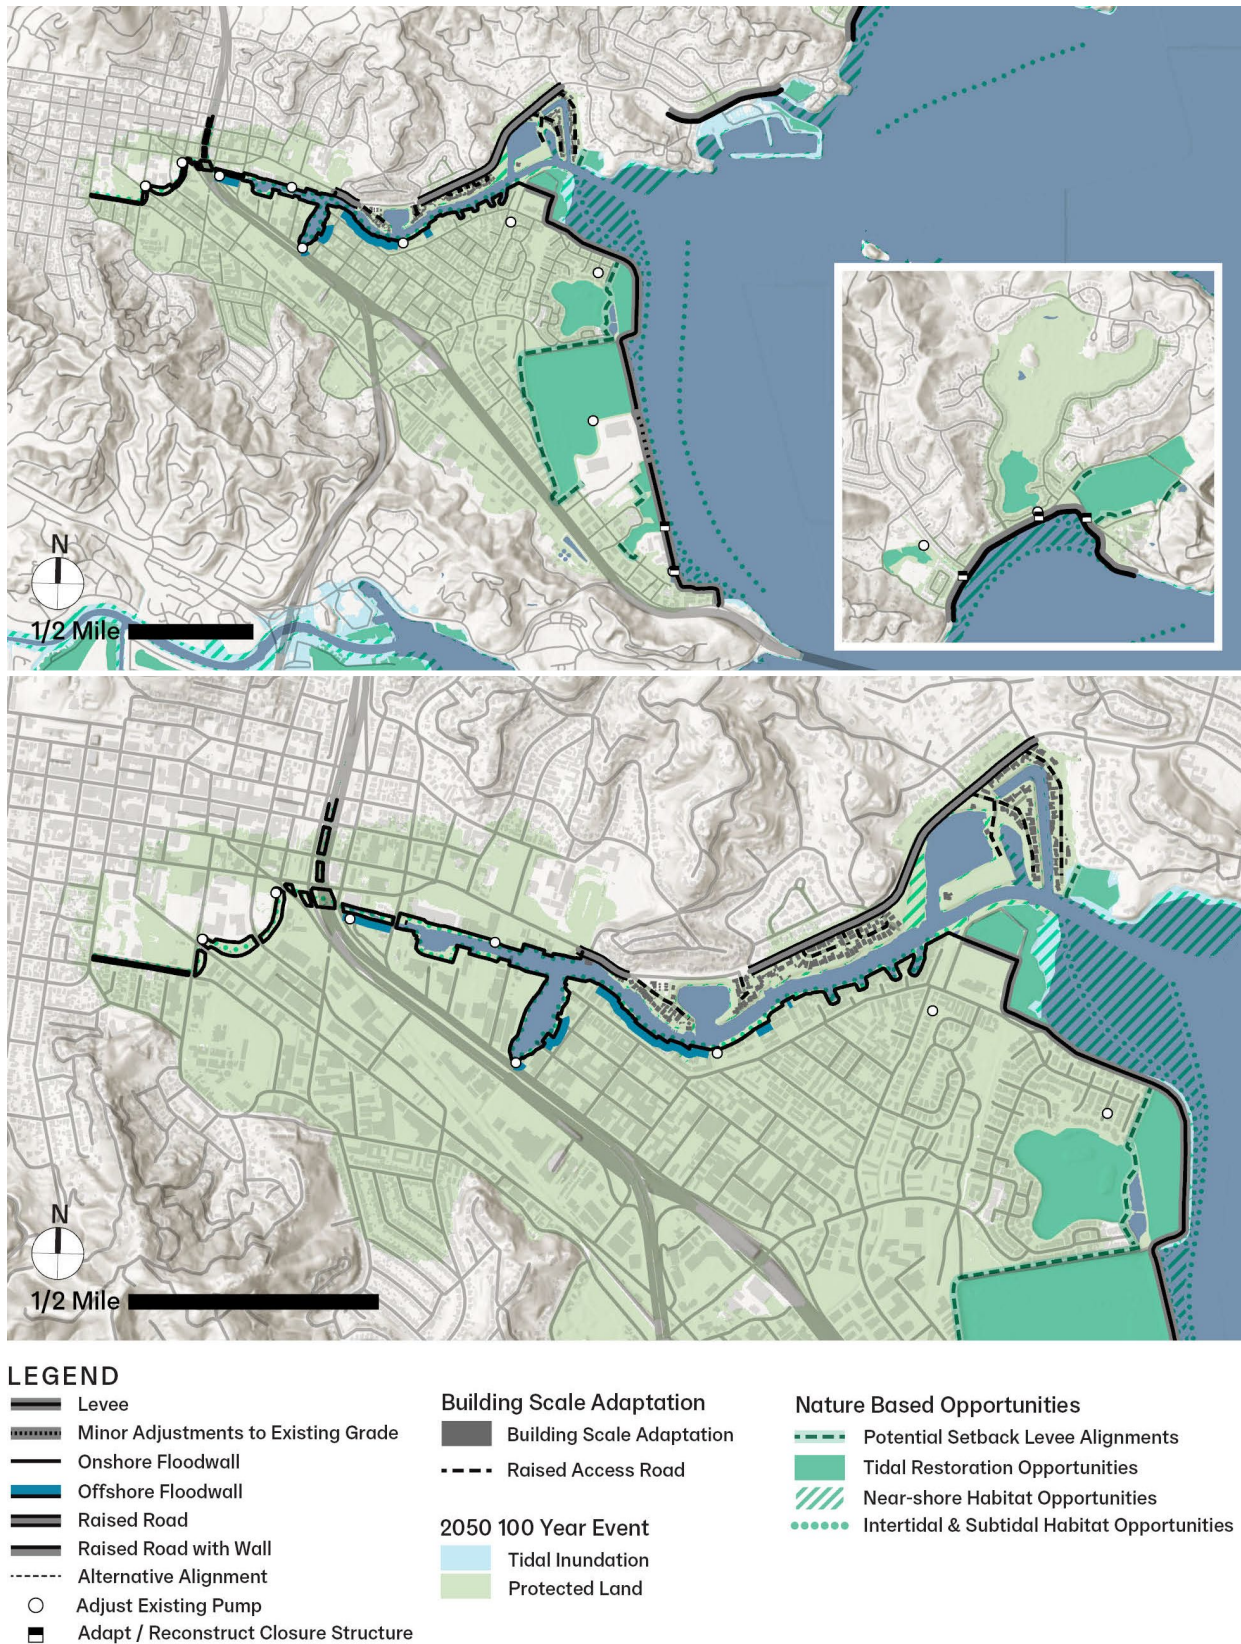 N
1/2 Mile
N
1/2 Mile
LEGEND
Levee
Minor Adjustments to Existing Grade
Onshore Floodwall
Offshore Floodwall
Raised Road
Raised Road with Wall
Alternative Alignment
Adjust Existing Pump
Adapt / Reconstruct Closure Structure
Building Scale Adaptation
Building Scale Adaptation
Raised Access Road
2050 100 Year Event
Tidal Inundation
Protected Land
Nature Based Opportunities
Potential Setback Levee Alignments
Tidal Restoration Opportunities
Near-shore Habitat Opportunities
Intertidal & Subtidal Habitat Opportunities